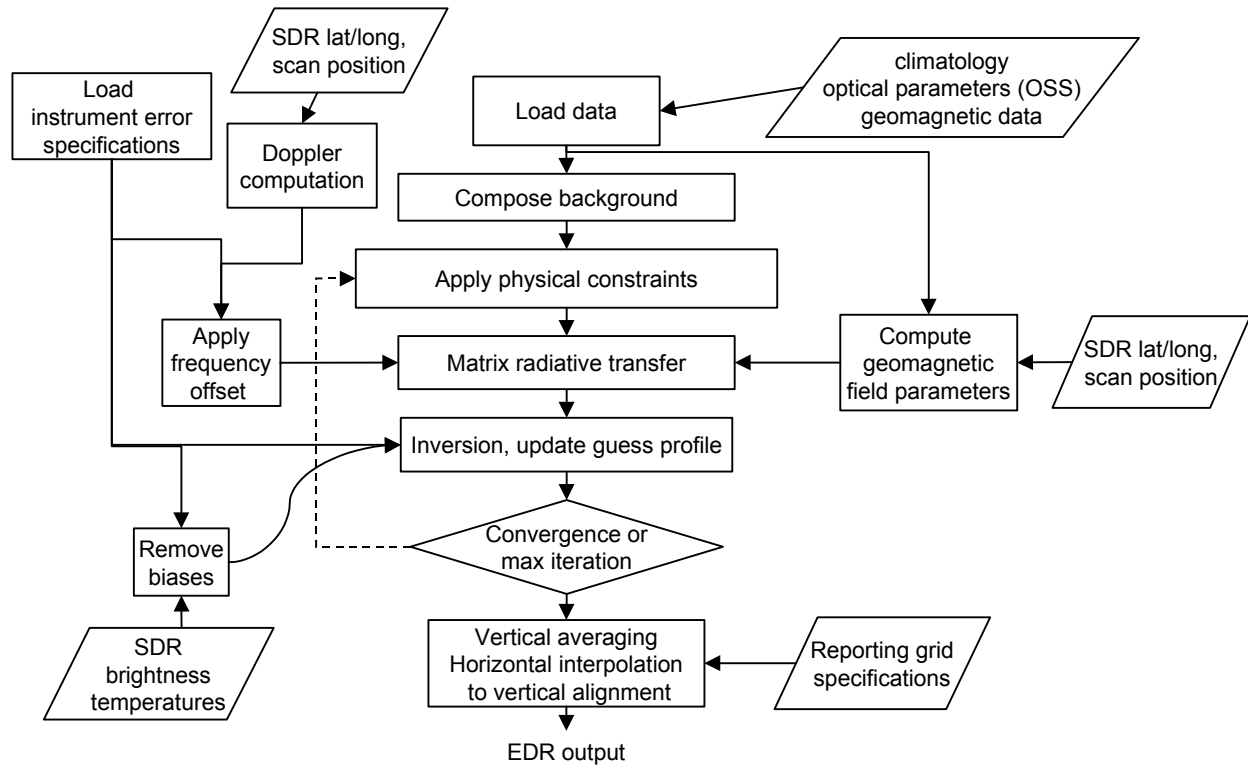 SDR lat/long,
scan position
Load
instrument error
specifications
Doppler
computation
Load data
climatology
optical parameters (OSS)
geomagnetic data
Compose background
Apply physical constraints
Apply
frequency
offset
Matrix radiative transfer
Compute
geomagnetic
field parameters
SDR lat/long,
scan position
Inversion, update guess profile
Convergence or
max iteration
Remove
biases
SDR
brightness
temperatures
Vertical averaging
Horizontal interpolation
to vertical alignment
Reporting grid
specifications
EDR output